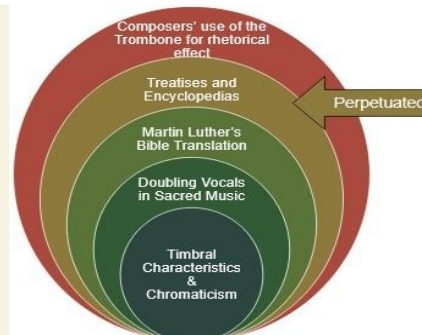 Composers' use of the
Trombone for rhetorical
effect
Treatises and
Encyclopedias
Perpetuated
Martin Luther's
Bible Translation
Doubling Vocals
in Sacred Music
Timbral
Characteristics
&
Chromaticism